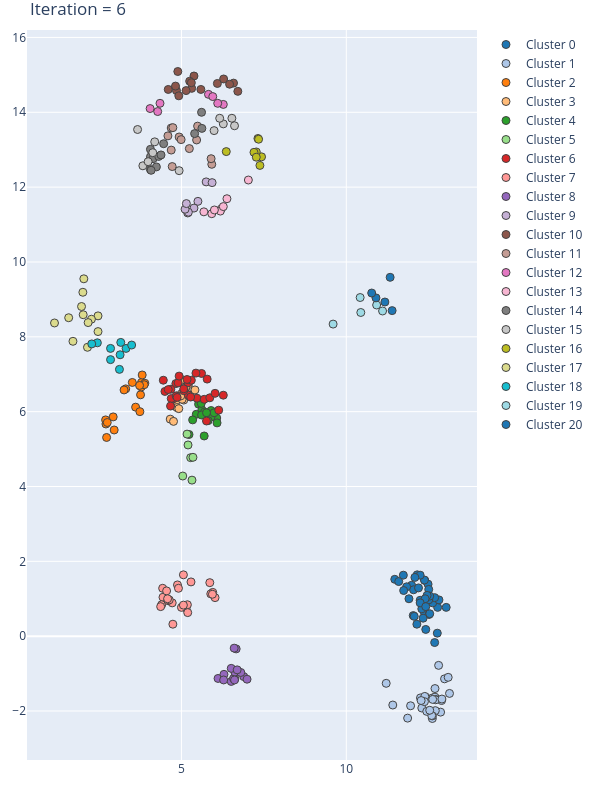 Iteration = 6
16
14
12
10
8
6
4
2
0
−2
5
10
Cluster 0
Cluster 1
Cluster 2
Cluster 3
Cluster 4
Cluster 5
Cluster 6
Cluster 7
Cluster 8
Cluster 9
Cluster 10
Cluster 11
Cluster 12
Cluster 13
Cluster 14
Cluster 15
Cluster 16
Cluster 17
Cluster 18
Cluster 19
Cluster 20